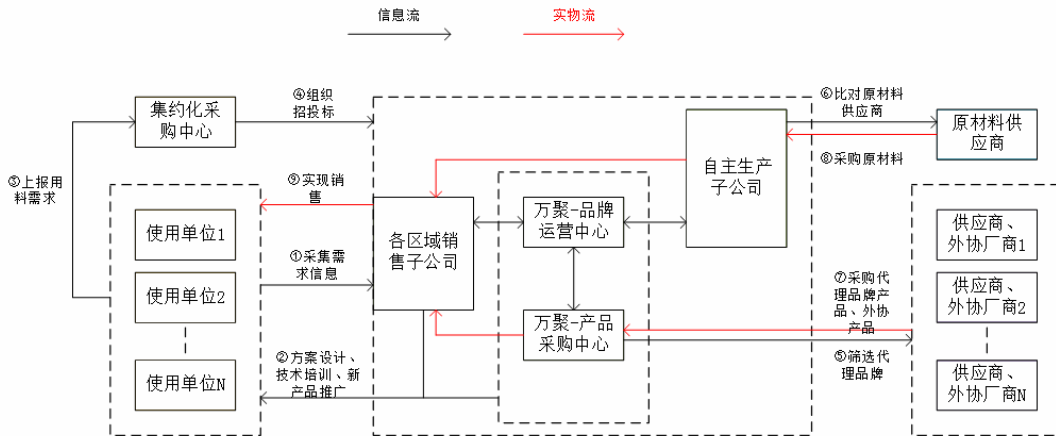 信息流
实物流
集约化采
购中心
④组织
招投标
⑥比对原材料
供应商
原材料供
应商
⑧采购原材料
自主生产
子公司
③上报用
料需求
⑨实现销
售
使用单位1
①采集需
求信息
使用单位2
使用单位N
各区域销
售子公司
万聚-品牌
运营中心
万聚-产品
采购中心
②方案设计、
技术培训、新
产品推广
⑦采购代
理品牌产
品、外协
产品
⑤筛选代
理品牌
供应商、
外协厂商1
供应商、
外协厂商2
供应商、
外协厂商N